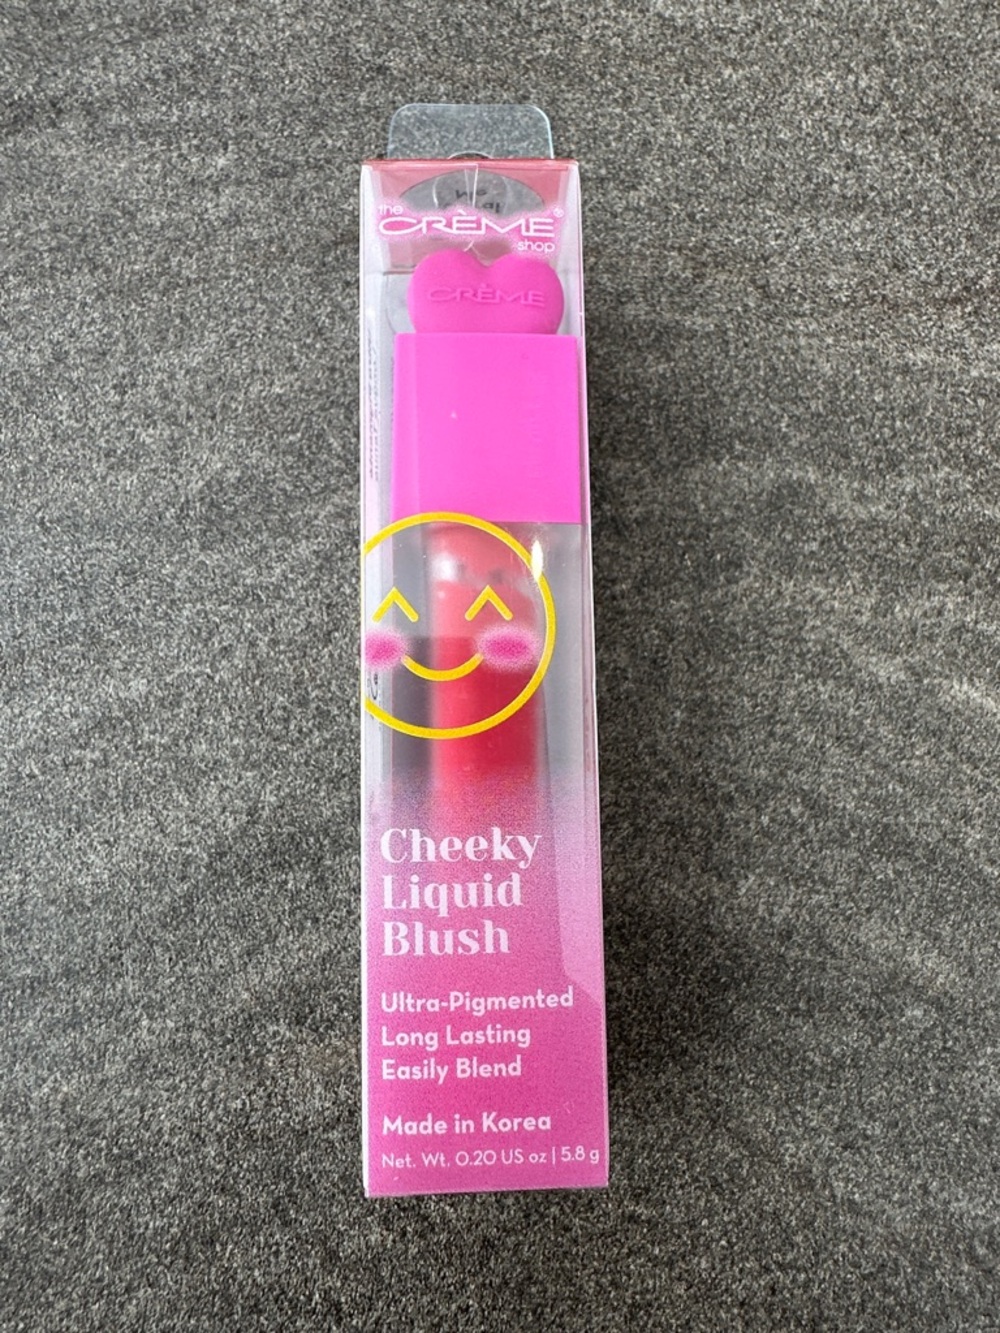 the
CRÈME®
shop
CRÈME
Cheeky
Liquid
Blush
Ultra-Pigmented
Long Lasting
Easily Blend
Made in Korea
Net. Wt. 0.20 US oz | 5.8 g